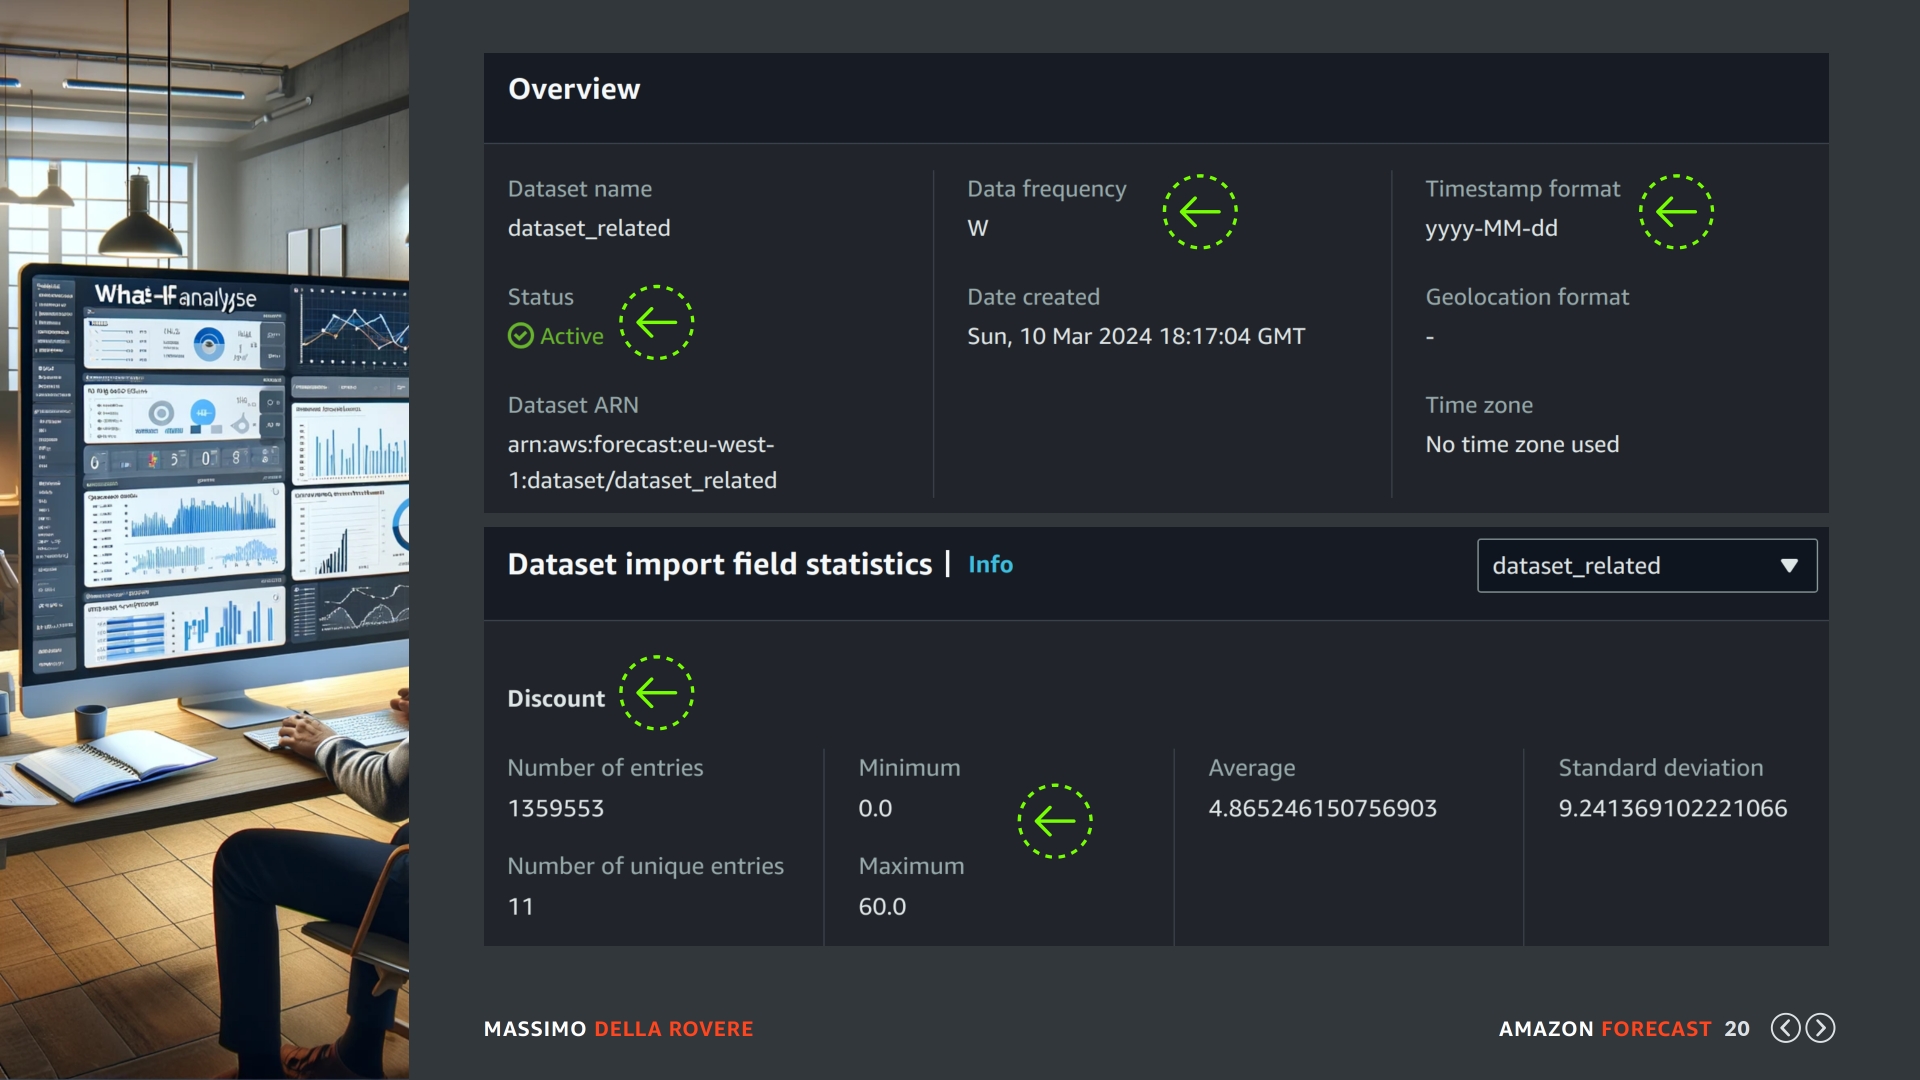 Overview
Dataset name
dataset_related
Data frequency
W
Timestamp format
yyyy-MM-dd
Status
Active
Date created
Sun, 10 Mar 2024 18:17:04 GMT
Geolocation format
-
Dataset ARN
arn:aws:forecast:eu-west-
1:dataset/dataset_related
Time zone
No time zone used
Dataset import field statistics | Info
dataset_related
Discount
Number of entries
1359553
Minimum
0.0
Average
4.865246150756903
Standard deviation
9.241369102221066
Number of unique entries
11
Maximum
60.0
What-If analyse
MASSIMO DELLA ROVERE
AMAZON FORECAST 20